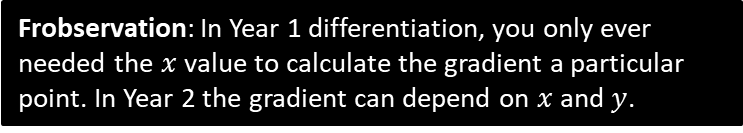 Frobservation: In Year 1 differentiation, you only ever
needed the x value to calculate the gradient a particular
point. In Year 2 the gradient can depend on x and y.